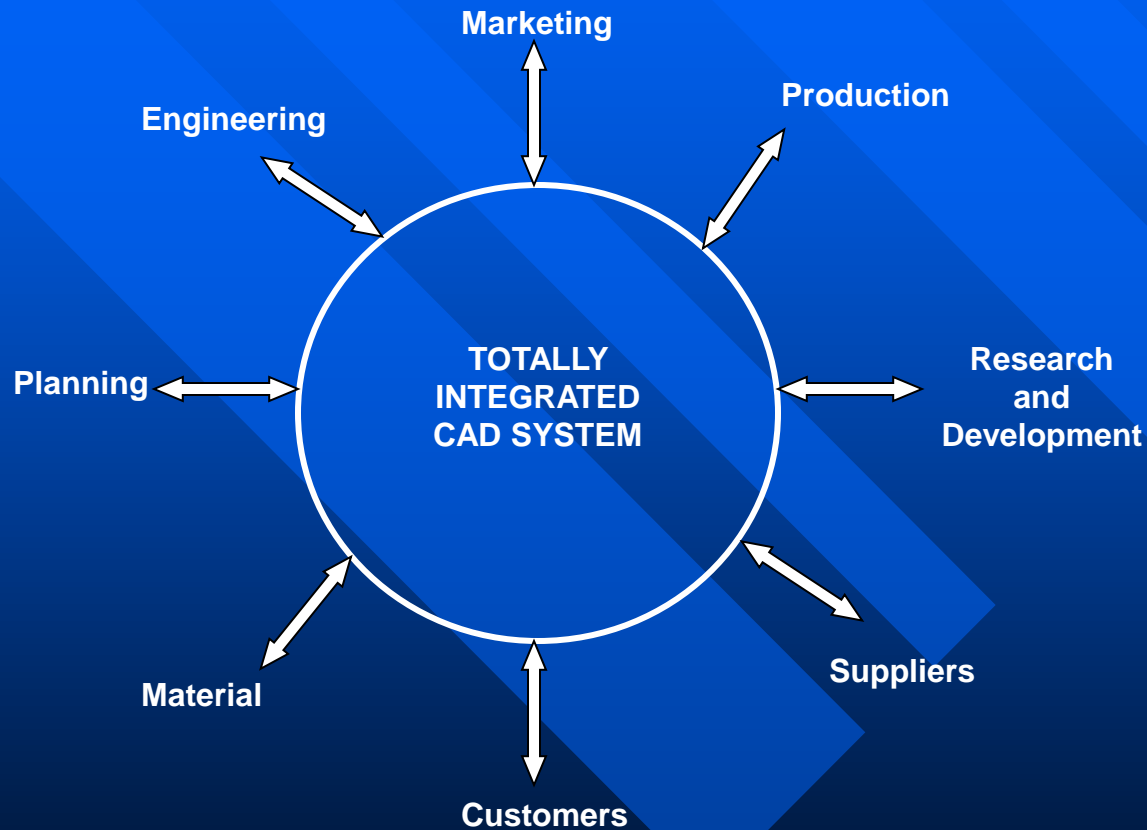 Marketing
Production
Engineering
TOTALLY
INTEGRATED
CAD SYSTEM
Planning
Research
and
Development
Suppliers
Material
Customers